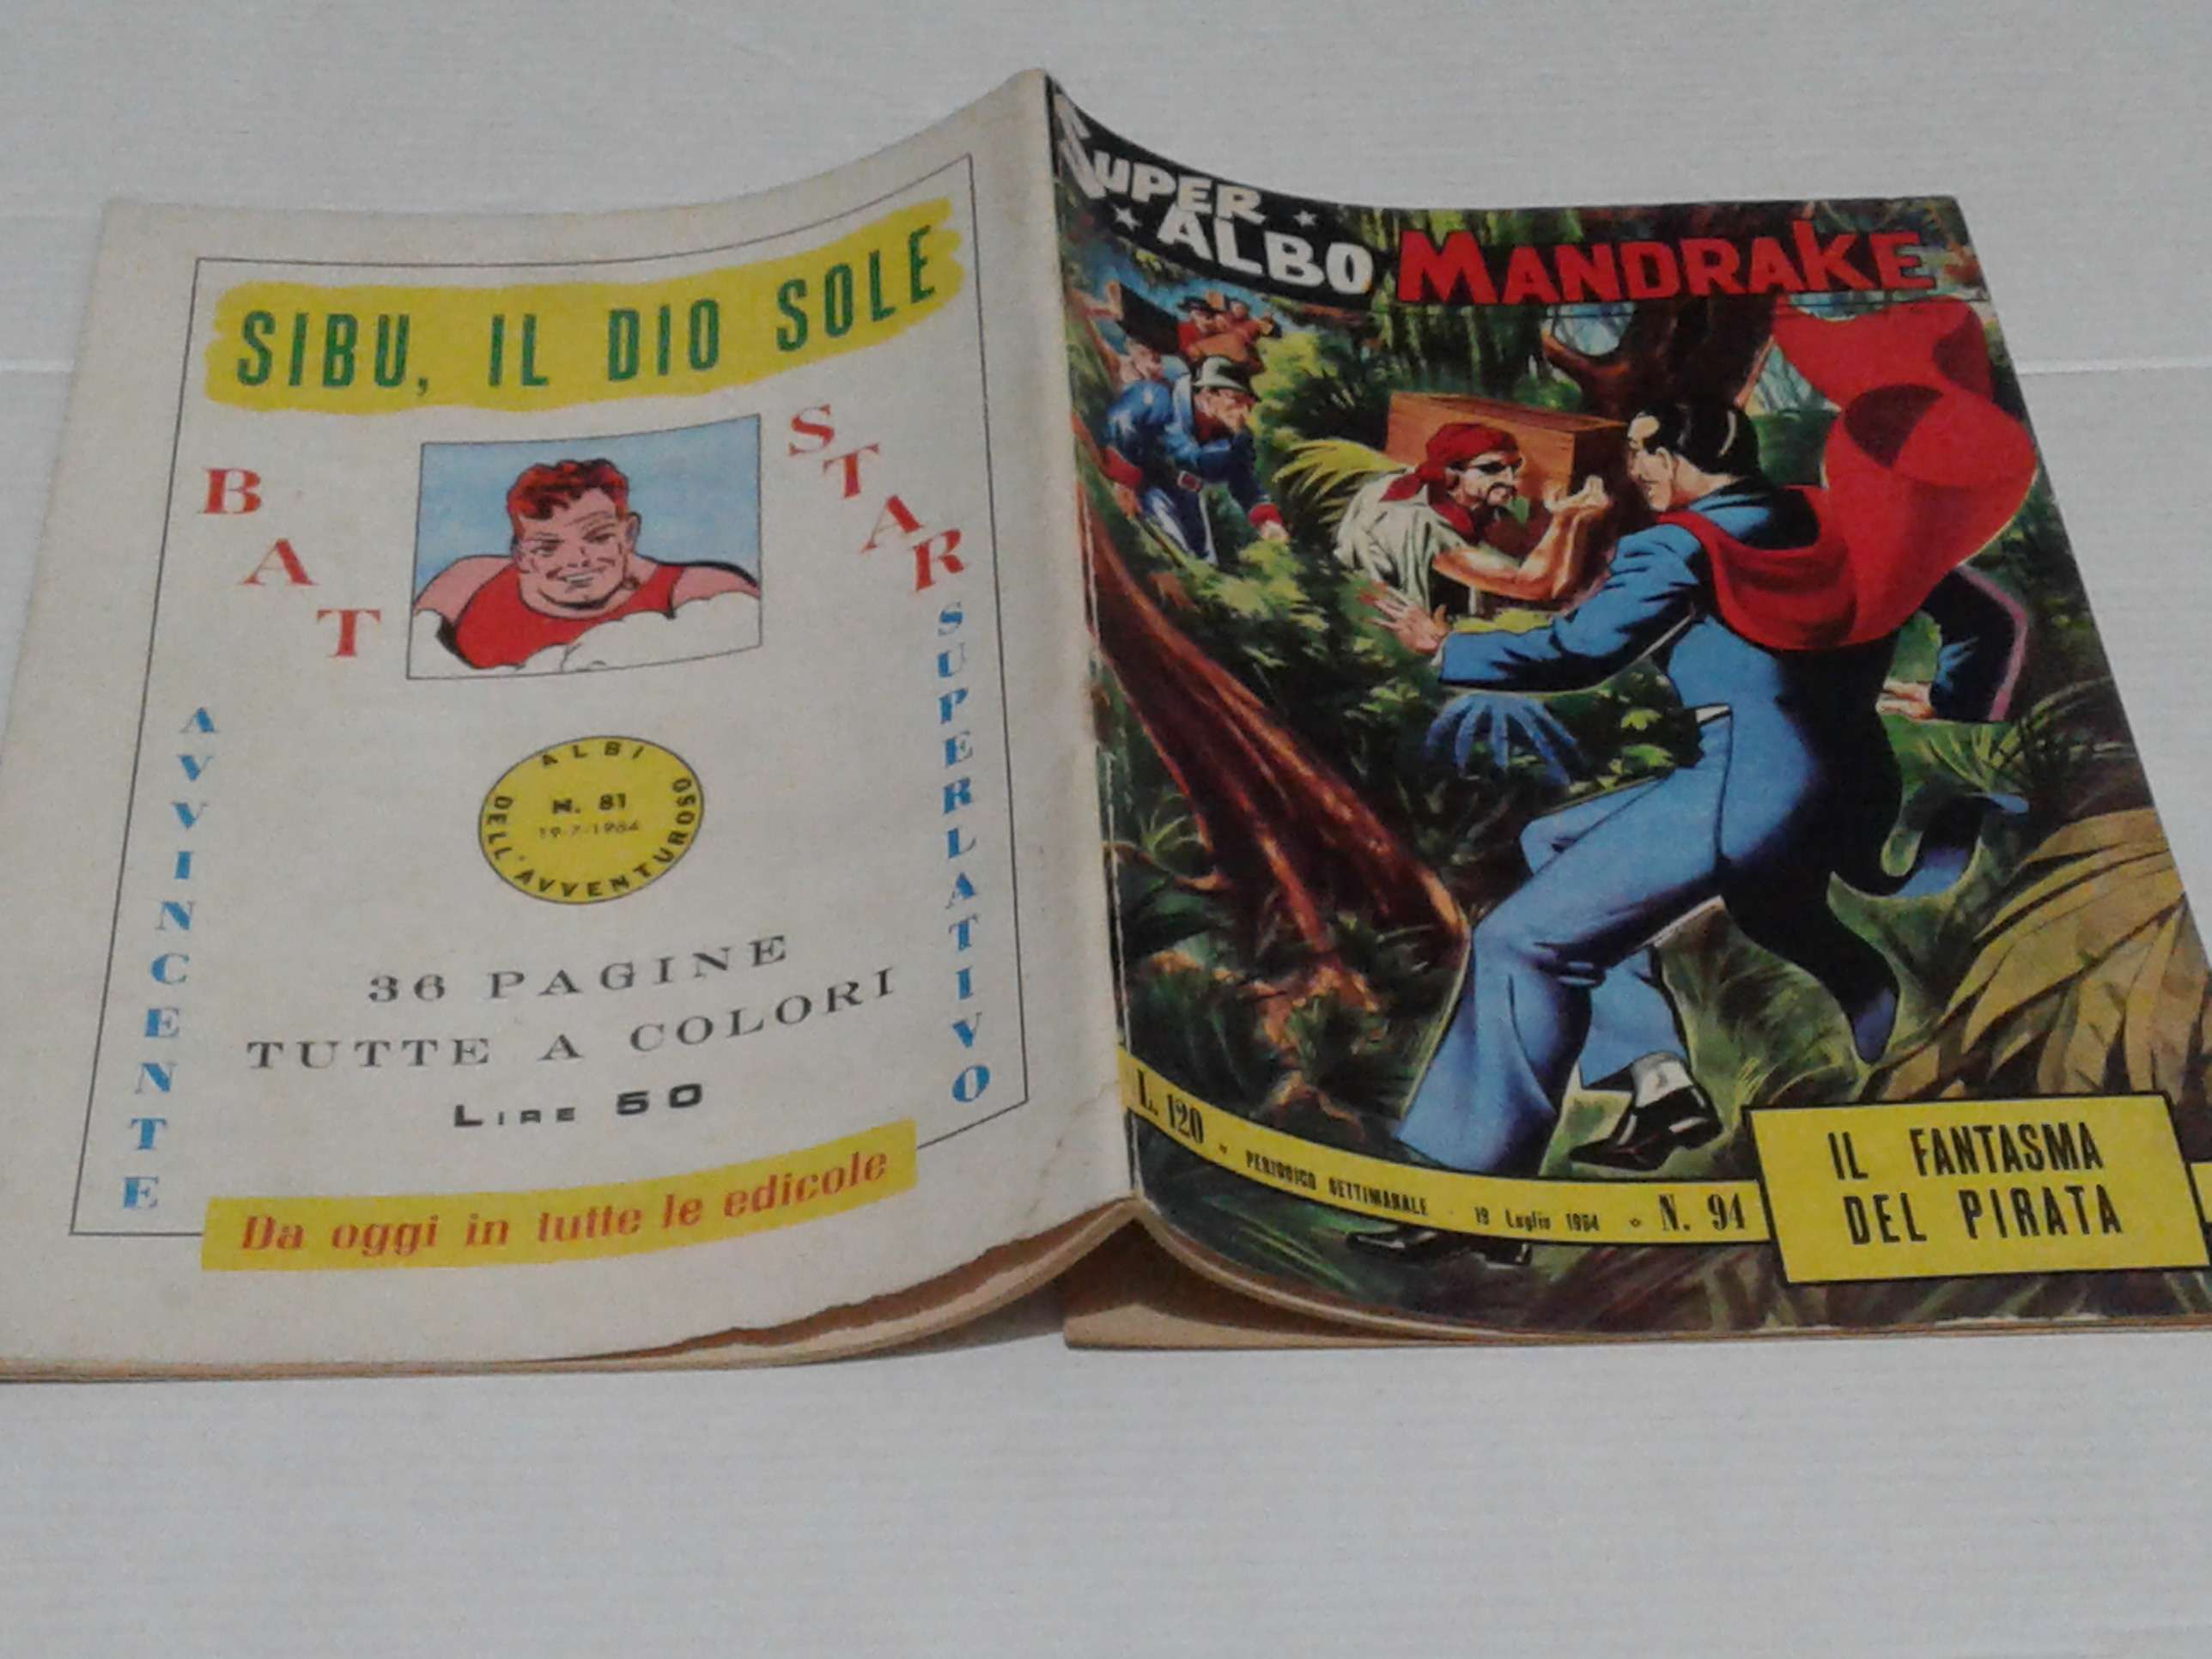 SIBU, IL DIO SOLE
BAT
STAR
AVVINCENTE
SUPERLATIVO
ALBI
DELL'AVVENTUROSO
N. 81
19-7-1964
36 PAGINE
TUTTE A COLORI
LIRE 50
Da oggi in tutte le edicole
SUPER
ALBO
MANDRAKE
L. 120 - PERIODICO SETTIMANALE - 19 Luglio 1964 - N. 94
IL FANTASMA
DEL PIRATA